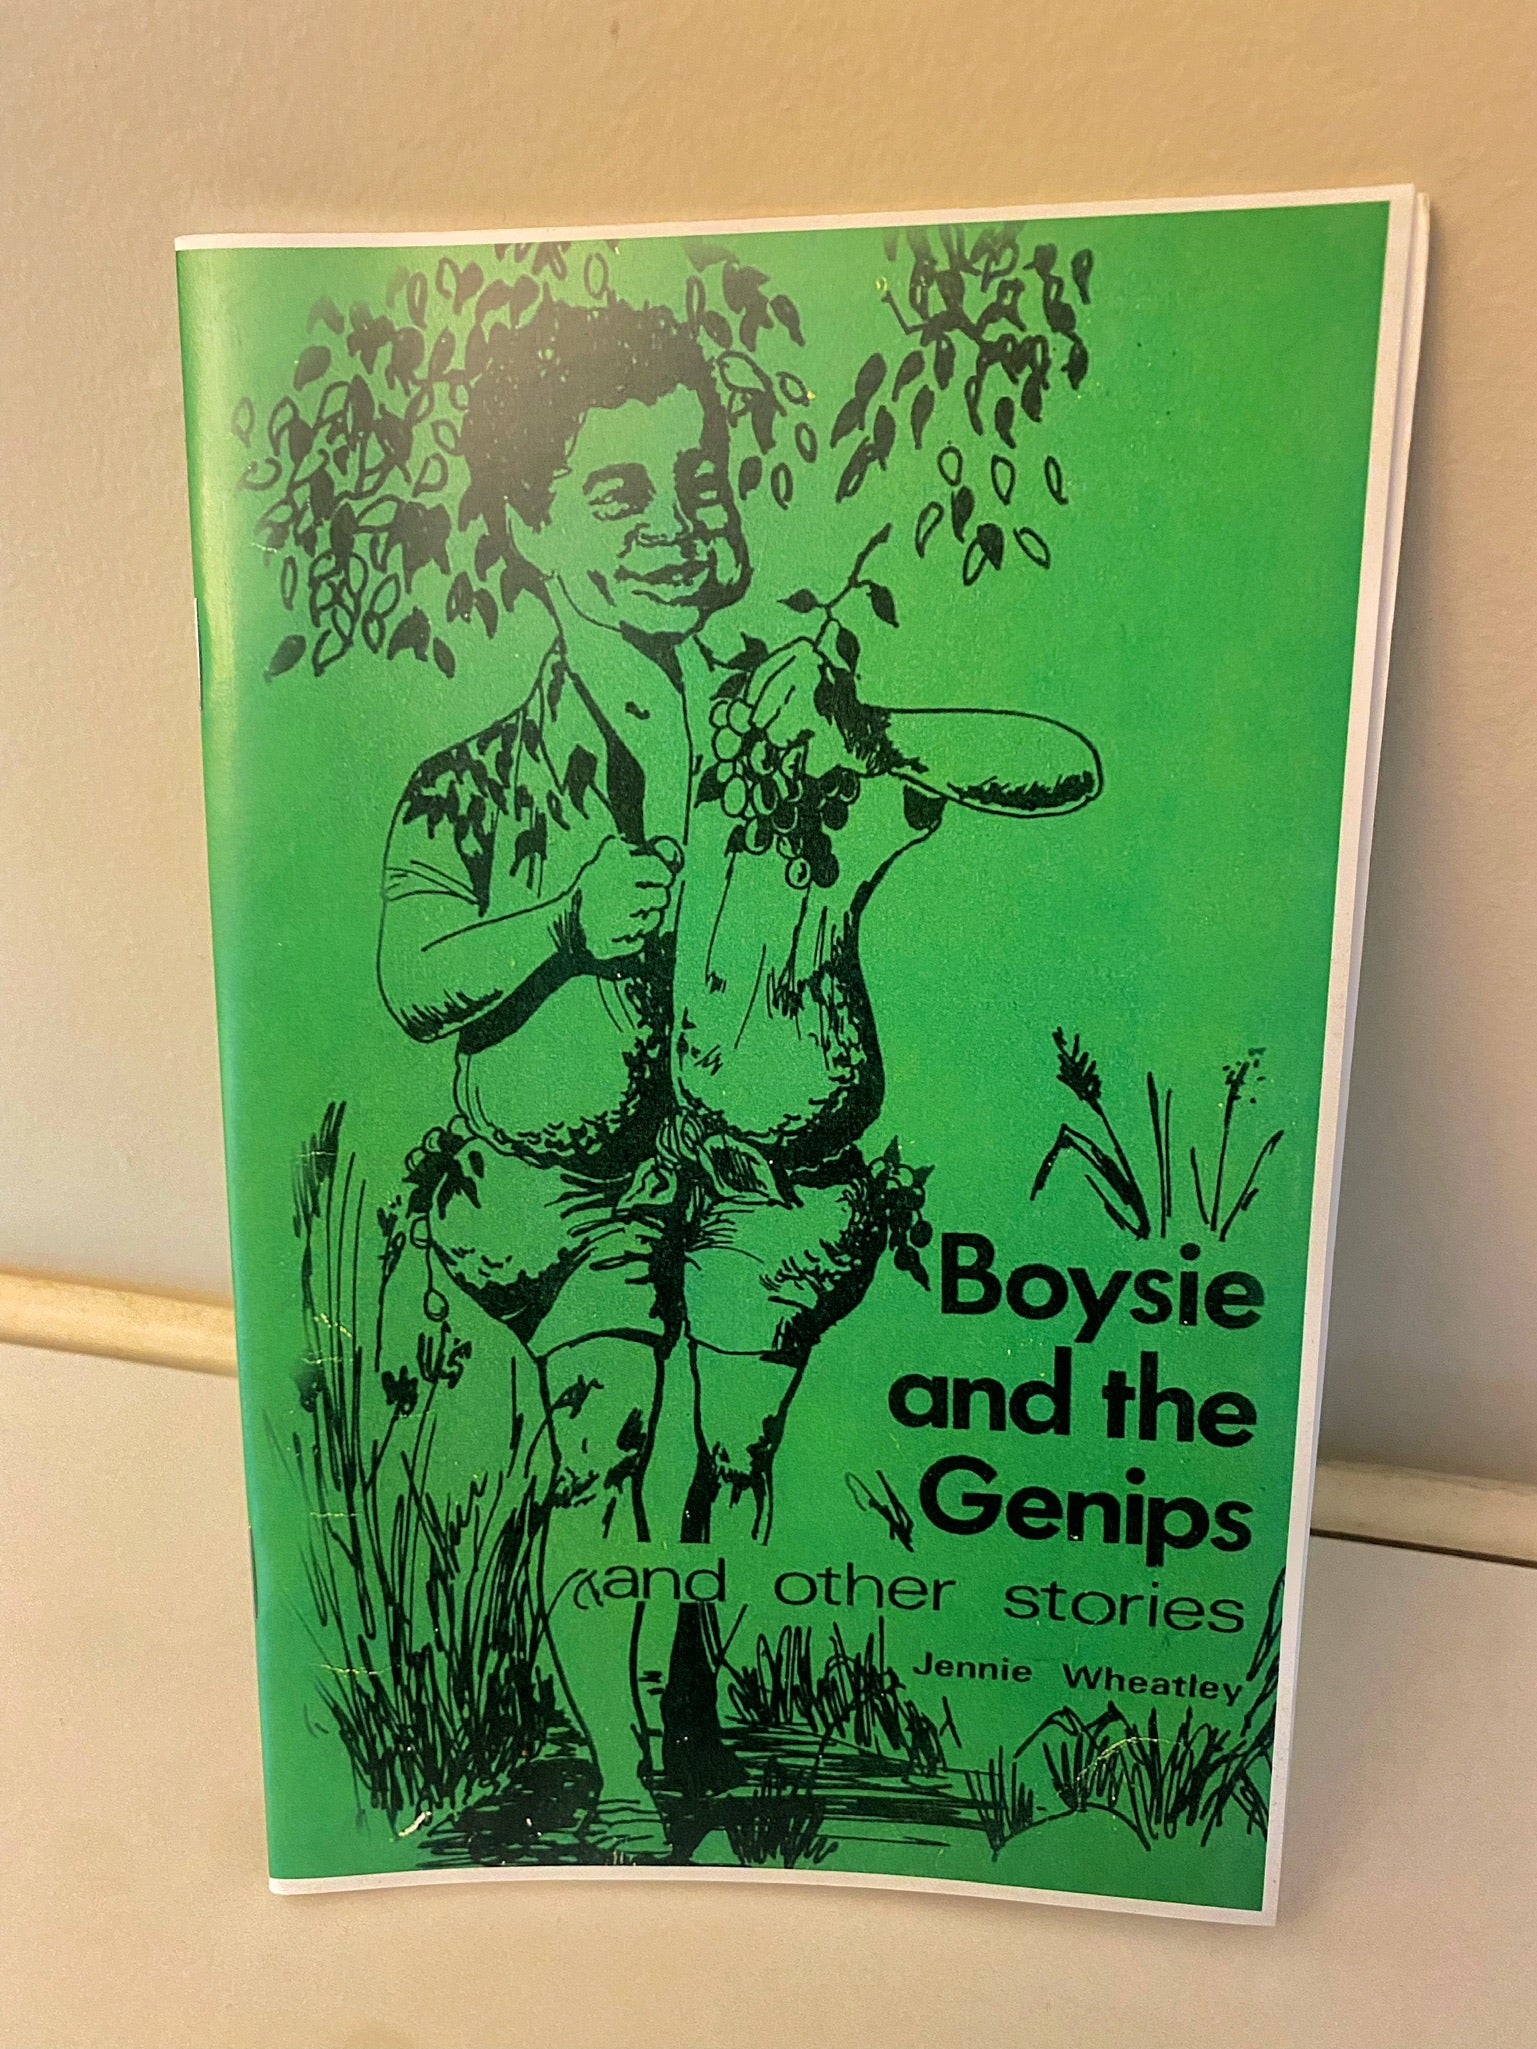 Boysie
and the
Genips
and other stories
Jennie Wheatley